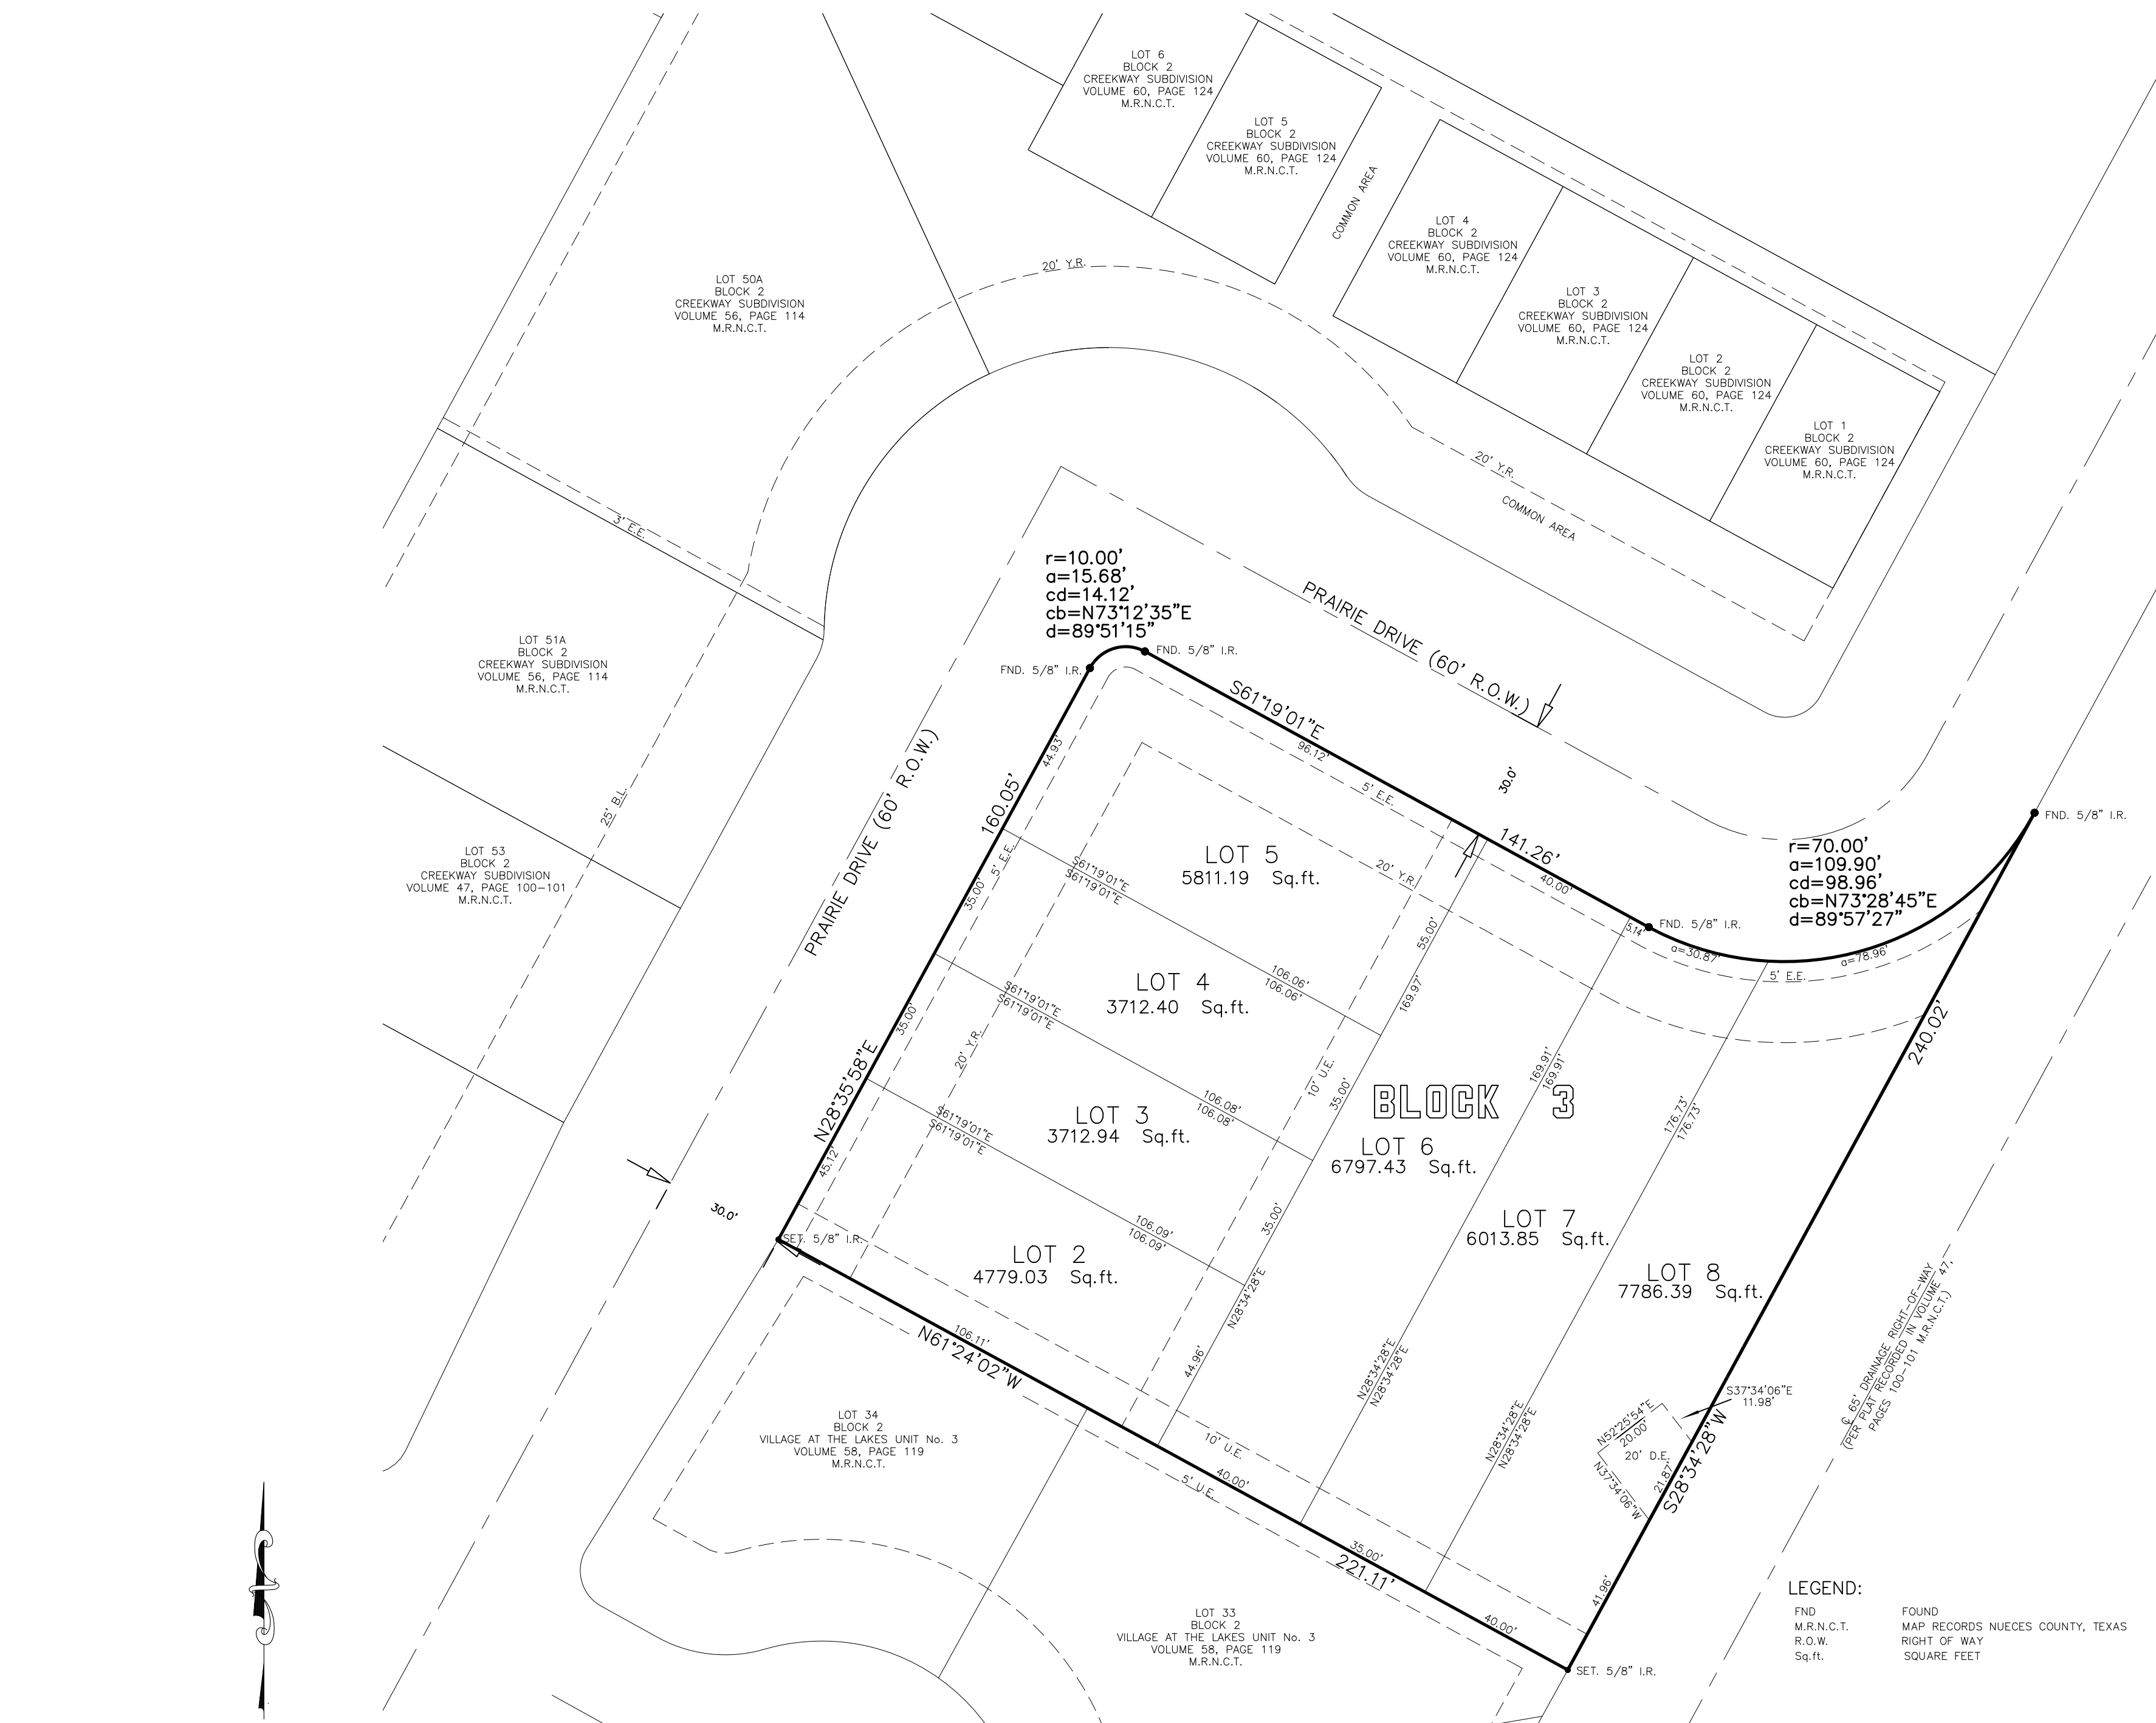 LOT 6
BLOCK 2
CREEKWAY SUBDIVISION
VOLUME 60, PAGE 124
M.R.N.C.T.
LOT 5
BLOCK 2
CREEKWAY SUBDIVISION
VOLUME 60, PAGE 124
M.R.N.C.T.
COMMON AREA
LOT 4
BLOCK 2
CREEKWAY SUBDIVISION
VOLUME 60, PAGE 124
M.R.N.C.T.
LOT 3
BLOCK 2
CREEKWAY SUBDIVISION
VOLUME 60, PAGE 124
M.R.N.C.T.
LOT 2
BLOCK 2
CREEKWAY SUBDIVISION
VOLUME 60, PAGE 124
M.R.N.C.T.
LOT 1
BLOCK 2
CREEKWAY SUBDIVISION
VOLUME 60, PAGE 124
M.R.N.C.T.
20' Y.R.
LOT 50A
BLOCK 2
CREEKWAY SUBDIVISION
VOLUME 56, PAGE 114
M.R.N.C.T.
20' Y.R.
COMMON AREA
3' E.E.
LOT 51A
BLOCK 2
CREEKWAY SUBDIVISION
VOLUME 56, PAGE 114
M.R.N.C.T.
r=10.00'
a=15.68'
cd=14.12'
cb=N73°12'35"E
d=89°51'15"
FND. 5/8" I.R.
FND. 5/8" I.R.
PRAIRIE DRIVE (60' R.O.W.)
S61°19'01"E
96.12'
5' E.E.
30.0'
141.26'
40.00'
44.93'
160.05'
PRAIRIE DRIVE (60' R.O.W.)
25' B.L.
LOT 53
BLOCK 2
CREEKWAY SUBDIVISION
VOLUME 47, PAGE 100-101
M.R.N.C.T.
FND. 5/8" I.R.
r=70.00'
a=109.90'
cd=98.96'
cb=N73°28'45"E
d=89°57'27"
FND. 5/8" I.R.
5.14'
a=30.87'
a=78.96'
5' E.E.
240.02'
LOT 5
5811.19 Sq.ft.
20' Y.R.
5' E.E.
35.00'
S61°19'01"E
S61°19'01"E
55.00'
169.97'
106.06'
106.06'
LOT 4
3712.40 Sq.ft.
35.00'
S61°19'01"E
S61°19'01"E
20' Y.R.
10' U.E.
35.00'
106.08'
106.08'
BLOCK 3
169.91'
169.91'
176.73'
176.73'
N28°35'58"E
45.12'
LOT 3
3712.94 Sq.ft.
S61°19'01"E
S61°19'01"E
LOT 6
6797.43 Sq.ft.
35.00'
106.09'
106.09'
LOT 7
6013.85 Sq.ft.
30.0'
SET. 5/8" I.R.
LOT 2
4779.03 Sq.ft.
N28°34'28"E
44.96'
LOT 8
7786.39 Sq.ft.
106.11'
N61°24'02"W
N28°34'28"E
N28°34'28"E
N28°34'28"E
N28°34'28"E
℄ 65' DRAINAGE RIGHT-OF-WAY
(PER PLAT RECORDED IN VOLUME 47,
PAGES 100-101 M.R.N.C.T.)
S37°34'06"E
11.98'
N52°25'54"E
20.00'
20' D.E.
N37°34'06"W
21.87'
S28°34'28"W
LOT 34
BLOCK 2
VILLAGE AT THE LAKES UNIT No. 3
VOLUME 58, PAGE 119
M.R.N.C.T.
10' U.E.
40.00'
5' U.E.
35.00'
221.11'
40.00'
41.96'
SET. 5/8" I.R.
LOT 33
BLOCK 2
VILLAGE AT THE LAKES UNIT No. 3
VOLUME 58, PAGE 119
M.R.N.C.T.
LEGEND:
FND FOUND
M.R.N.C.T. MAP RECORDS NUECES COUNTY, TEXAS
R.O.W. RIGHT OF WAY
Sq.ft. SQUARE FEET